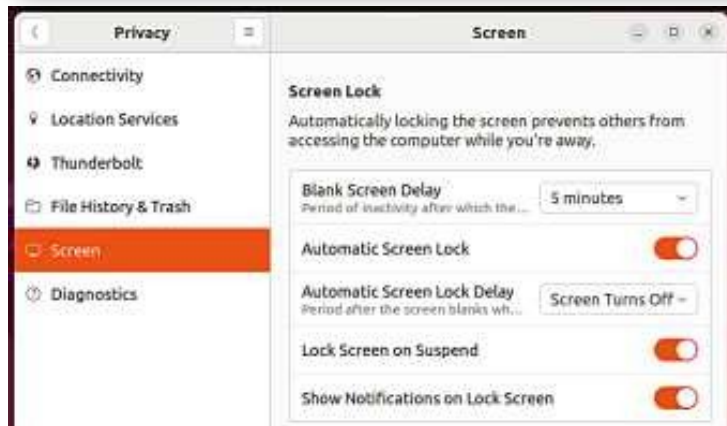 Privacy
Screen
Connectivity
Location Services
Thunderbolt
File History & Trash
Screen
Diagnostics
Screen Lock
Automatically locking the screen prevents others from
accessing the computer while you're away.
Blank Screen Delay
Period of inactivity after which the...
5 minutes
Automatic Screen Lock
Automatic Screen Lock Delay
Period after the screen blanks wh...
Screen Turns Off
Lock Screen on Suspend
Show Notifications on Lock Screen